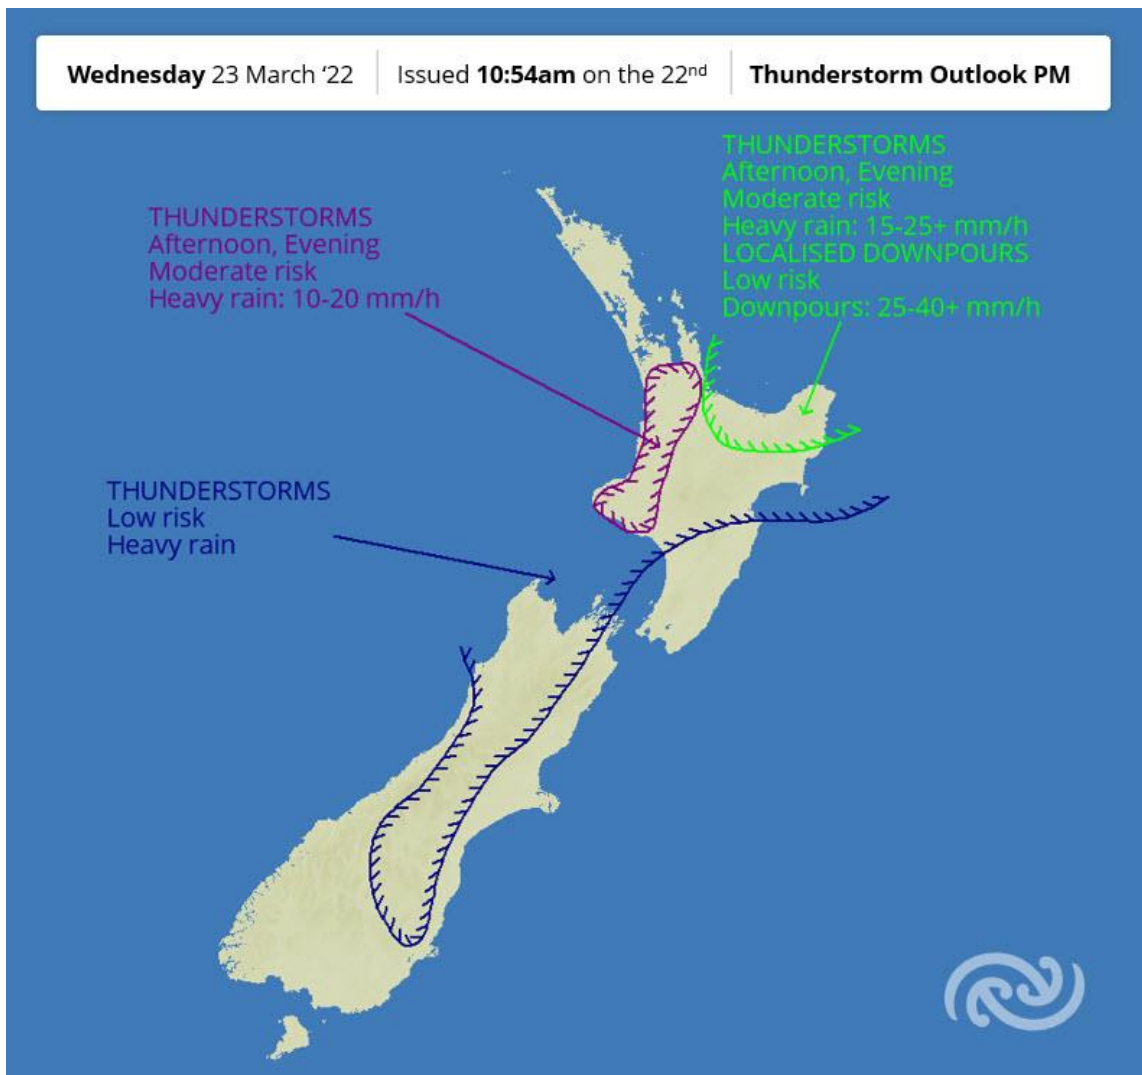 Wednesday 23 March ‘22 Issued 10:54am on the 22nd Thunderstorm Outlook PM
THUNDERSTORMS
Afternoon, Evening
Moderate risk
Heavy rain: 15-25+ mm/h
LOCALISED DOWNPOURS
Low risk
Downpours: 25-40+ mm/h
THUNDERSTORMS
Afternoon, Evening
Moderate risk
Heavy rain: 10-20 mm/h
THUNDERSTORMS
Low risk
Heavy rain